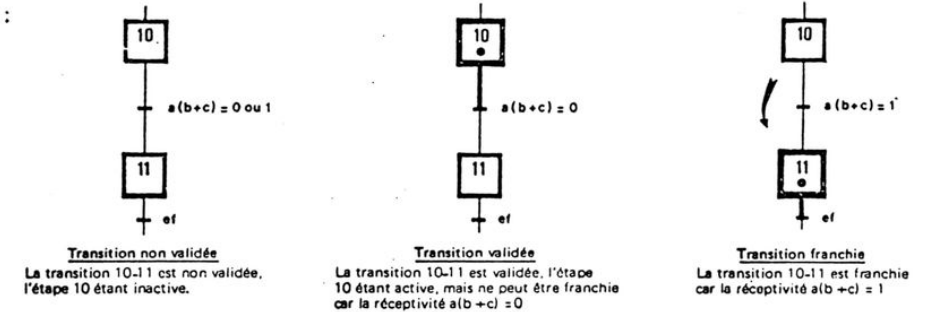 :
10
a(b+c) = 0 ou 1
11
ef
Transition non validée
La transition 10-11 est non validée,
l'étape 10 étant inactive.
10
a(b+c) = 0
11
Transition validée
La transition 10-11 est validée, l'étape
10 étant active, mais ne peut être franchie
car la réceptivité a(b +c) =0
10
a(b+c) = 1
11
ef
Transition franchie
La transition 10-11 est franchie
car la récoptivité a(b+c) = 1